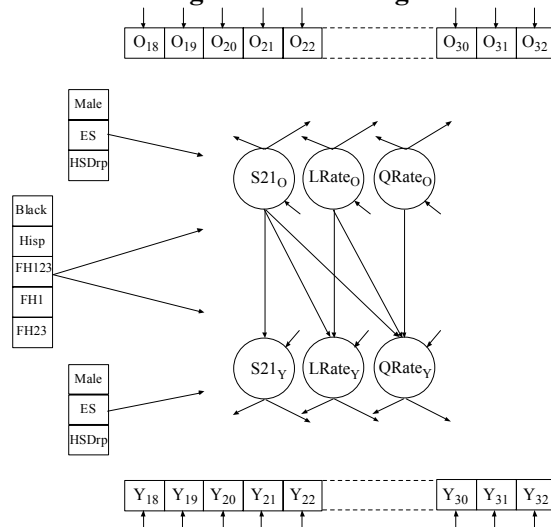 O18 O19 O20 O21 O22 O30 O31 O32
Male
ES
HSDrp
S21O LRateO QRateO
Black
Hisp
FH123
FH1
FH23
S21Y LRateY QRateY
Male
ES
HSDrp
Y18 Y19 Y20 Y21 Y22 Y30 Y31 Y32